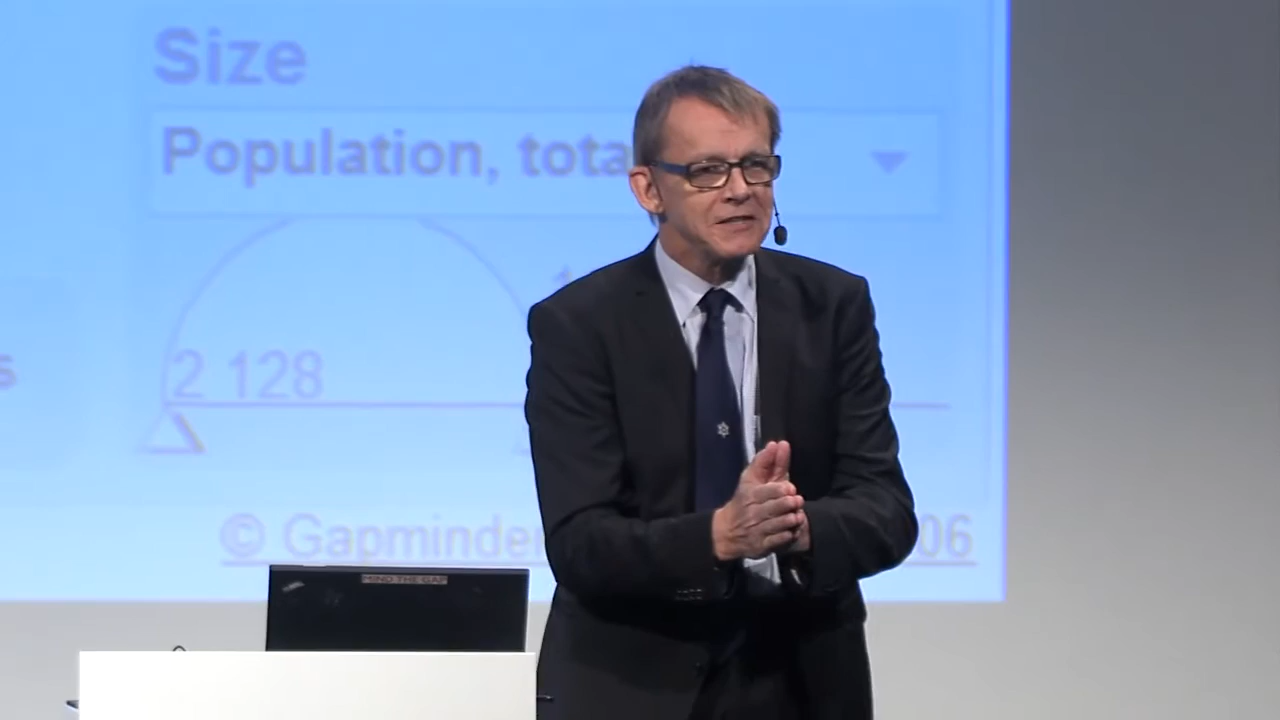 Size
Population, tota
s
2 128
© Gapminder
06
MIND THE GAP